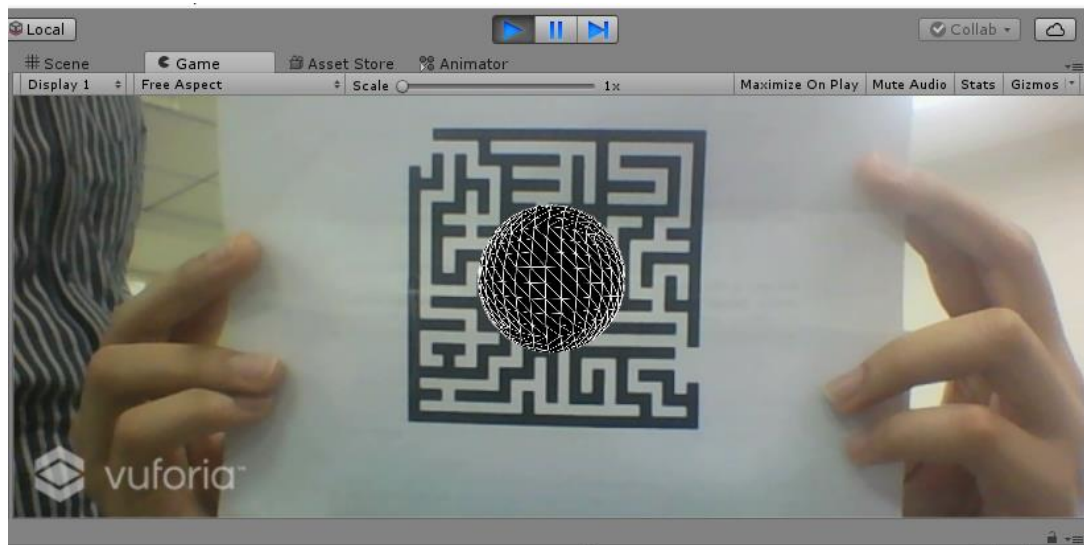 Local
Collab
Scene Game Asset Store Animator
Display 1 Free Aspect Scale 1x Maximize On Play Mute Audio Stats Gizmos
vuforia™